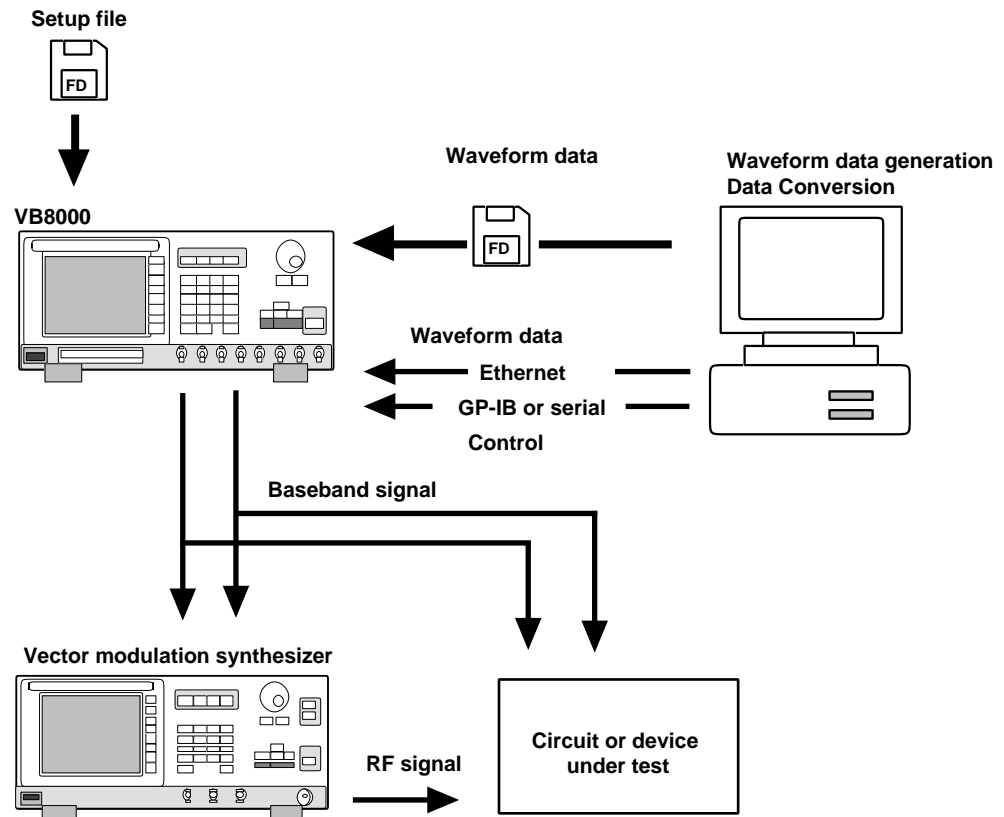 Setup file
FD
Waveform data
Waveform data generation
Data Conversion
VB8000
FD
Waveform data
Ethernet
GP-IB or serial
Control
Baseband signal
Vector modulation synthesizer
RF signal
Circuit or device
under test